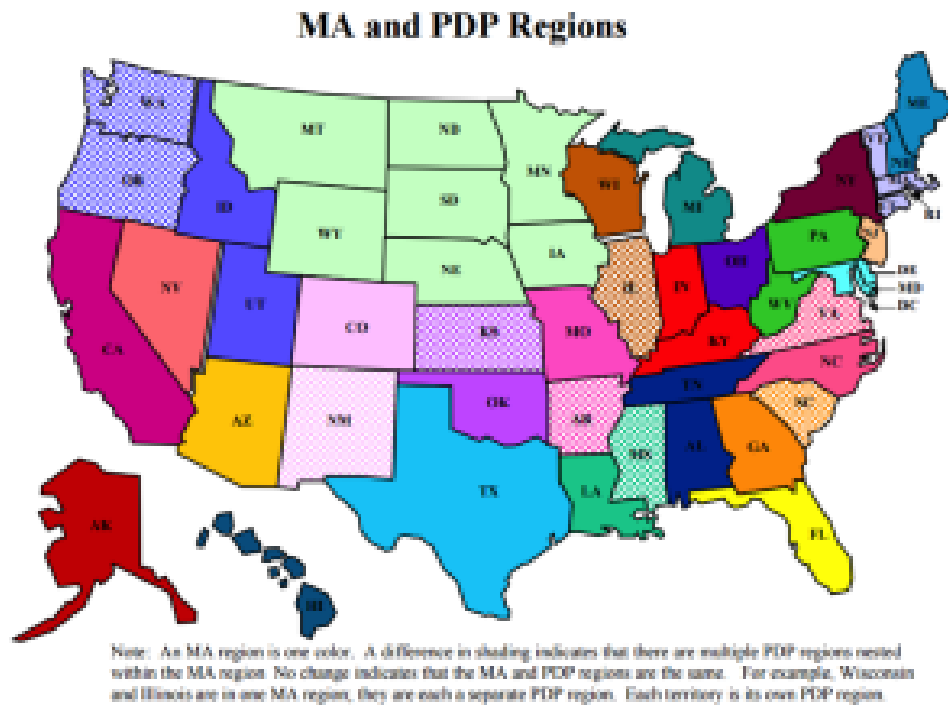 MA and PDP Regions
WA
OR
CA
NV
ID
MT
WY
UT
CO
AZ
NM
ND
SD
NE
KS
OK
TX
MN
IA
MO
AR
LA
WI
IL
MS
MI
IN
OH
KY
TN
AL
GA
FL
SC
NC
VA
WV
PA
NY
ME
VT
NH
MA
RI
CT
NJ
DE
MD
DC
AK
HI
Note: An MA region is one color. A difference in shading indicates that there are multiple PDP regions nested
within the MA region. No change indicates that the MA and PDP regions are the same. For example, Wisconsin
and Illinois are in one MA region, they are each a separate PDP region. Each territory is its own PDP region.